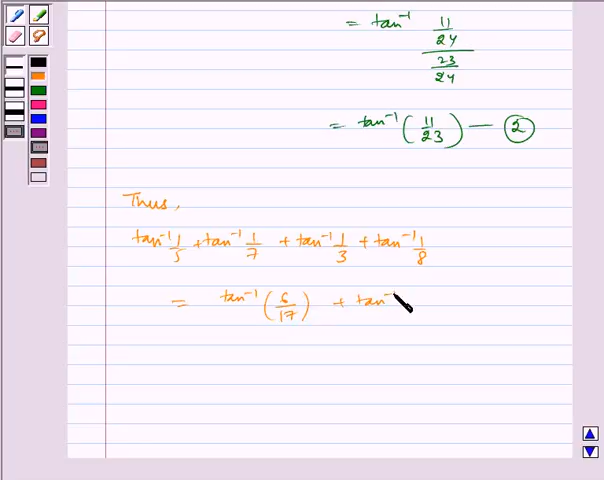 = tan⁻¹ (11/24)/(23/24)
= tan⁻¹ (11/23) — ②
Thus,
tan⁻¹ 1/5 + tan⁻¹ 1/7 + tan⁻¹ 1/3 + tan⁻¹ 1/8
= tan⁻¹ (6/17) + tan⁻